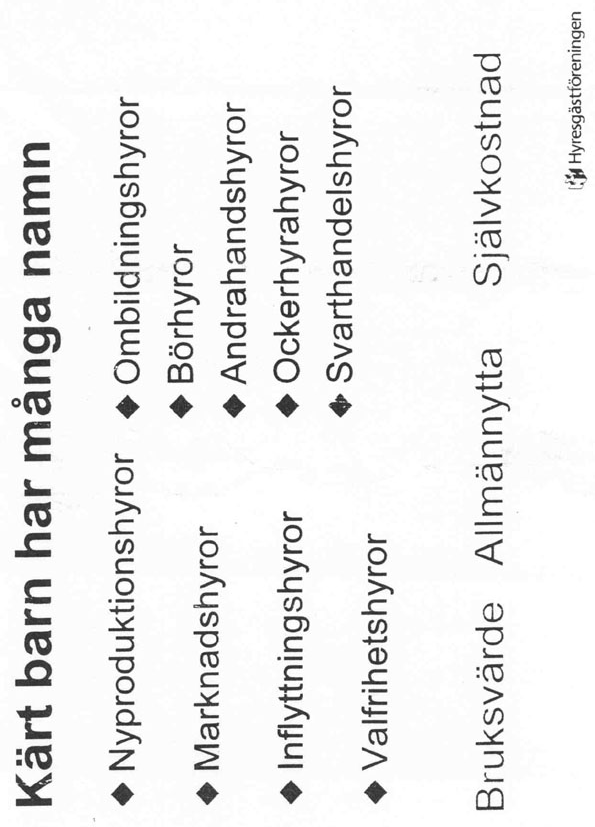 Kärt barn har många namn
◆ Nyproduktionshyror
◆ Marknadshyror
◆ Inflyttningshyror
◆ Valfrihetshyror
◆ Ombildningshyror
◆ Börhyror
◆ Andrahandshyror
◆ Ockerhyrahyror
◆ Svarthandelshyror
Bruksvärde Allmännytta Självkostnad
Hyresgästföreningen